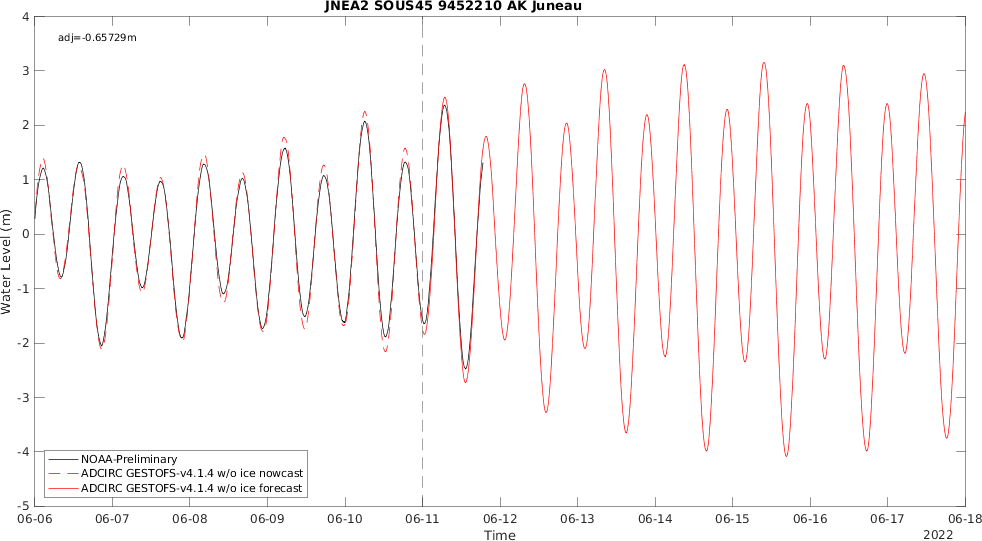 JNEA2 SOUS45 9452210 AK Juneau
adj=-0.65729m
4
3
2
1
0
-1
-2
-3
-4
-5
Water Level (m)
NOAA-Preliminary
ADCIRC GESTOFS-v4.1.4 w/o ice nowcast
ADCIRC GESTOFS-v4.1.4 w/o ice forecast
06-06 06-07 06-08 06-09 06-10 06-11 06-12 06-13 06-14 06-15 06-16 06-17 06-18
Time
2022